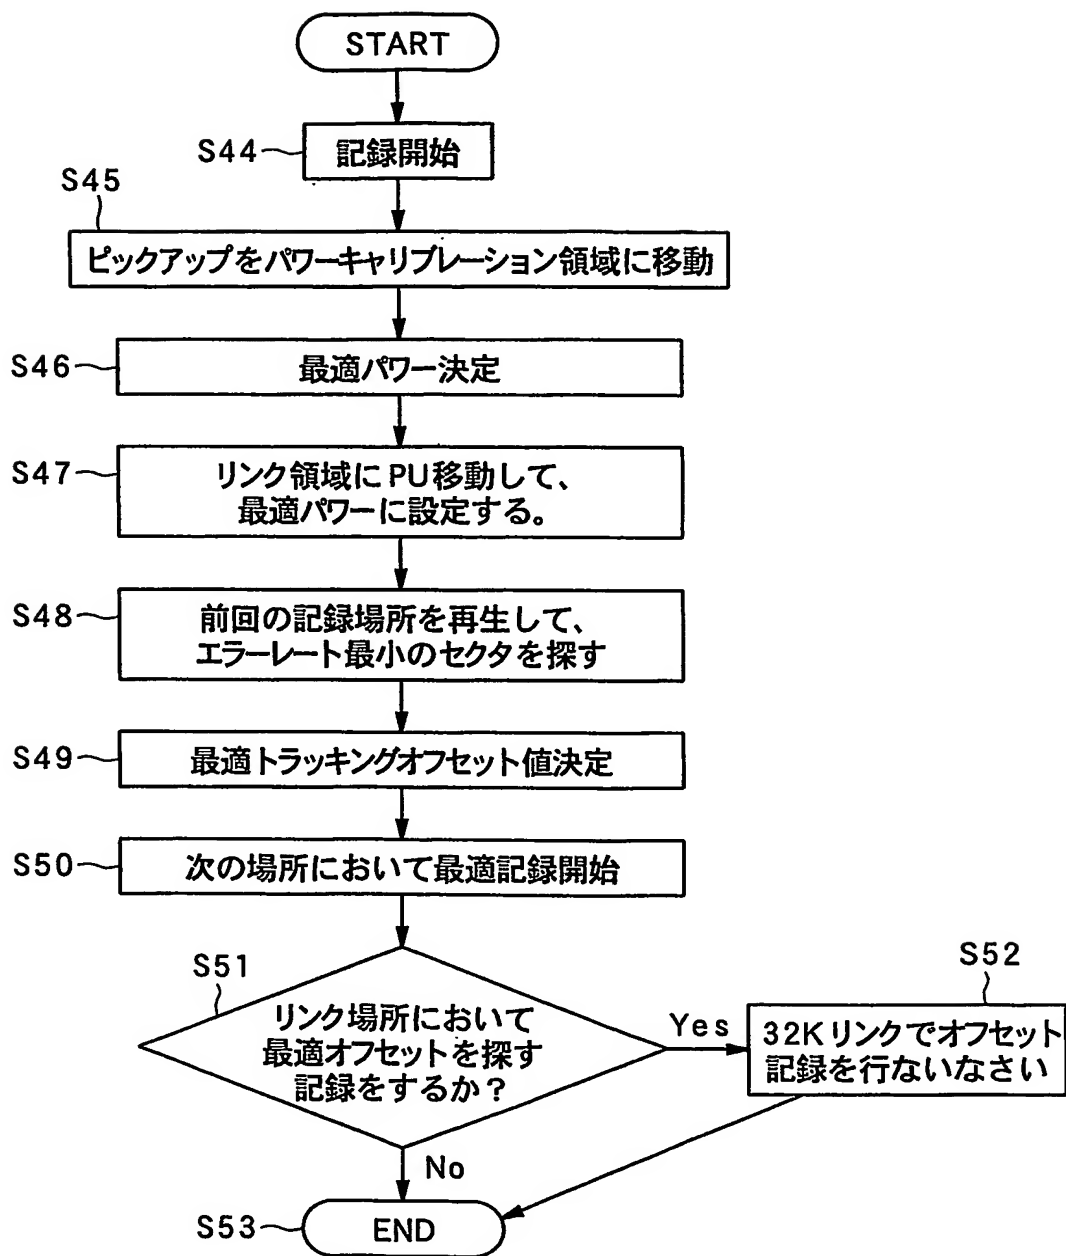 START
S44
記録開始
S45
ピックアップをパワーキャリブレーション領域に移動
S46
最適パワー決定
S47
リンク領域にPU移動して、
最適パワーに設定する。
S48
前回の記録場所を再生して、
エラーレート最小のセクタを探す
S49
最適トラッキングオフセット値決定
S50
次の場所において最適記録開始
S51
リンク場所において
最適オフセットを探す
記録をするか？
Yes
S52
32Kリンクでオフセット
記録を行ないなさい
No
S53
END